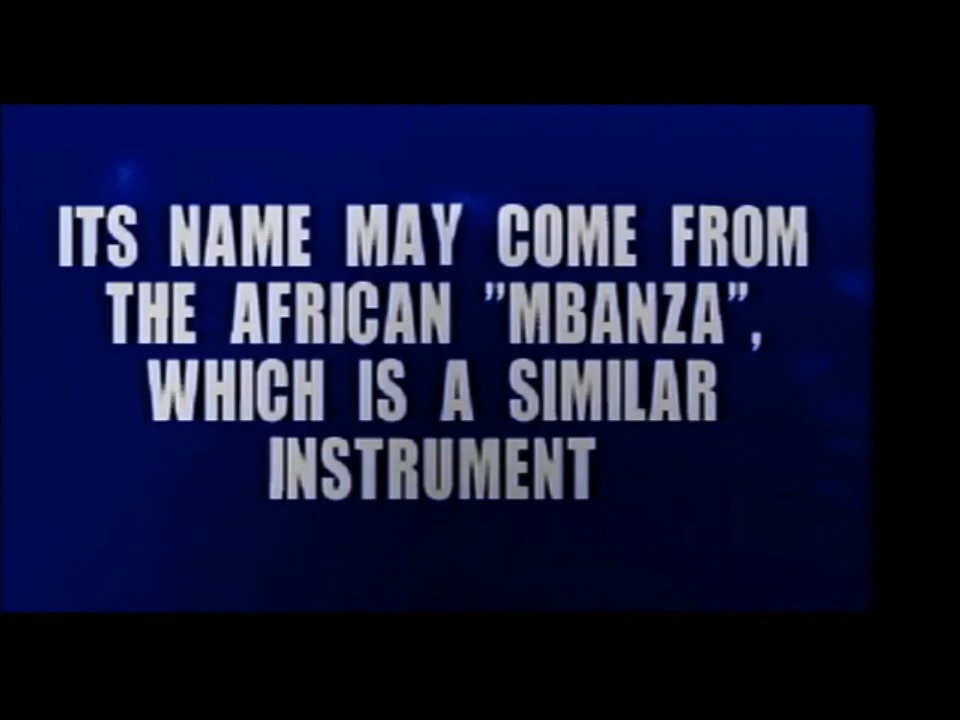 ITS NAME MAY COME FROM
THE AFRICAN "MBANZA",
WHICH IS A SIMILAR
INSTRUMENT